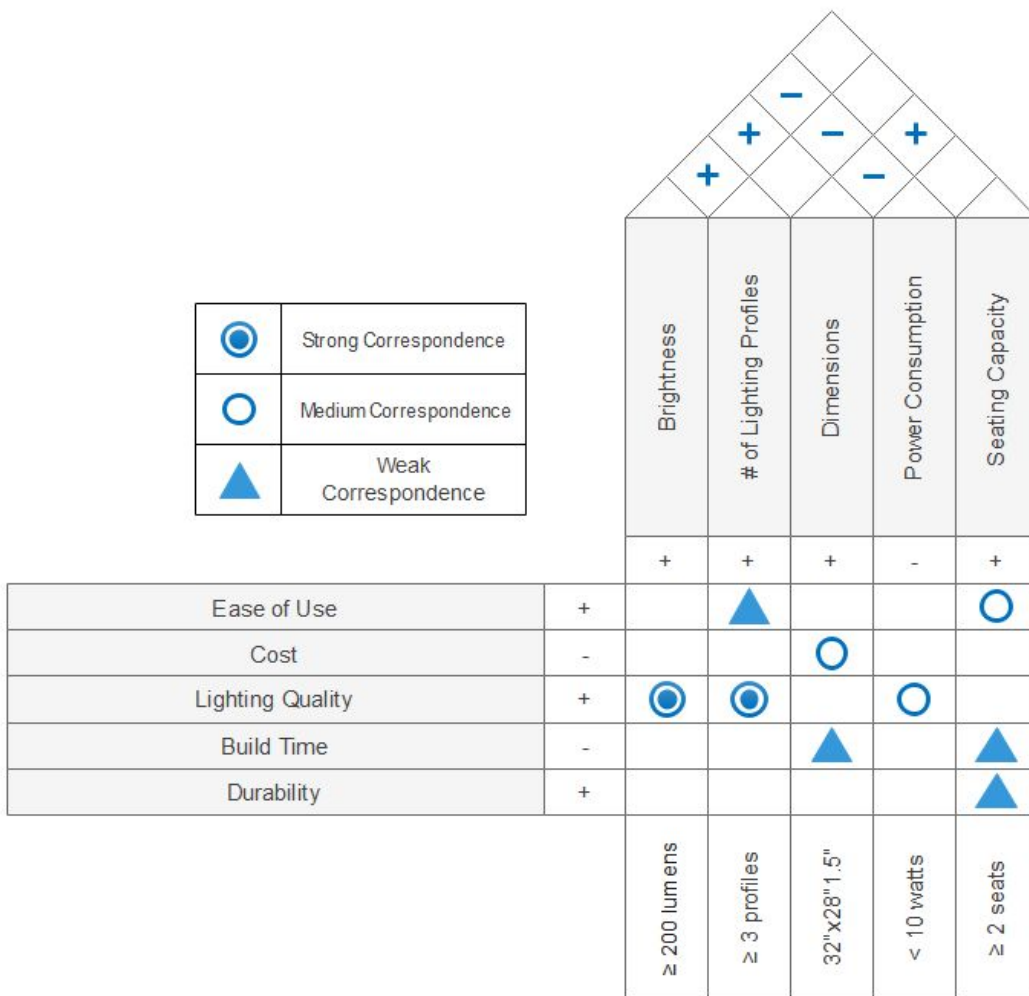 Strong Correspondence
Medium Correspondence
Weak
Correspondence
Brightness
# of Lighting Profiles
Dimensions
Power Consumption
Seating Capacity
+ + + - +
Ease of Use +
Cost -
Lighting Quality +
Build Time -
Durability +
≥ 200 lumens
≥ 3 profiles
32"x28"1.5"
< 10 watts
≥ 2 seats